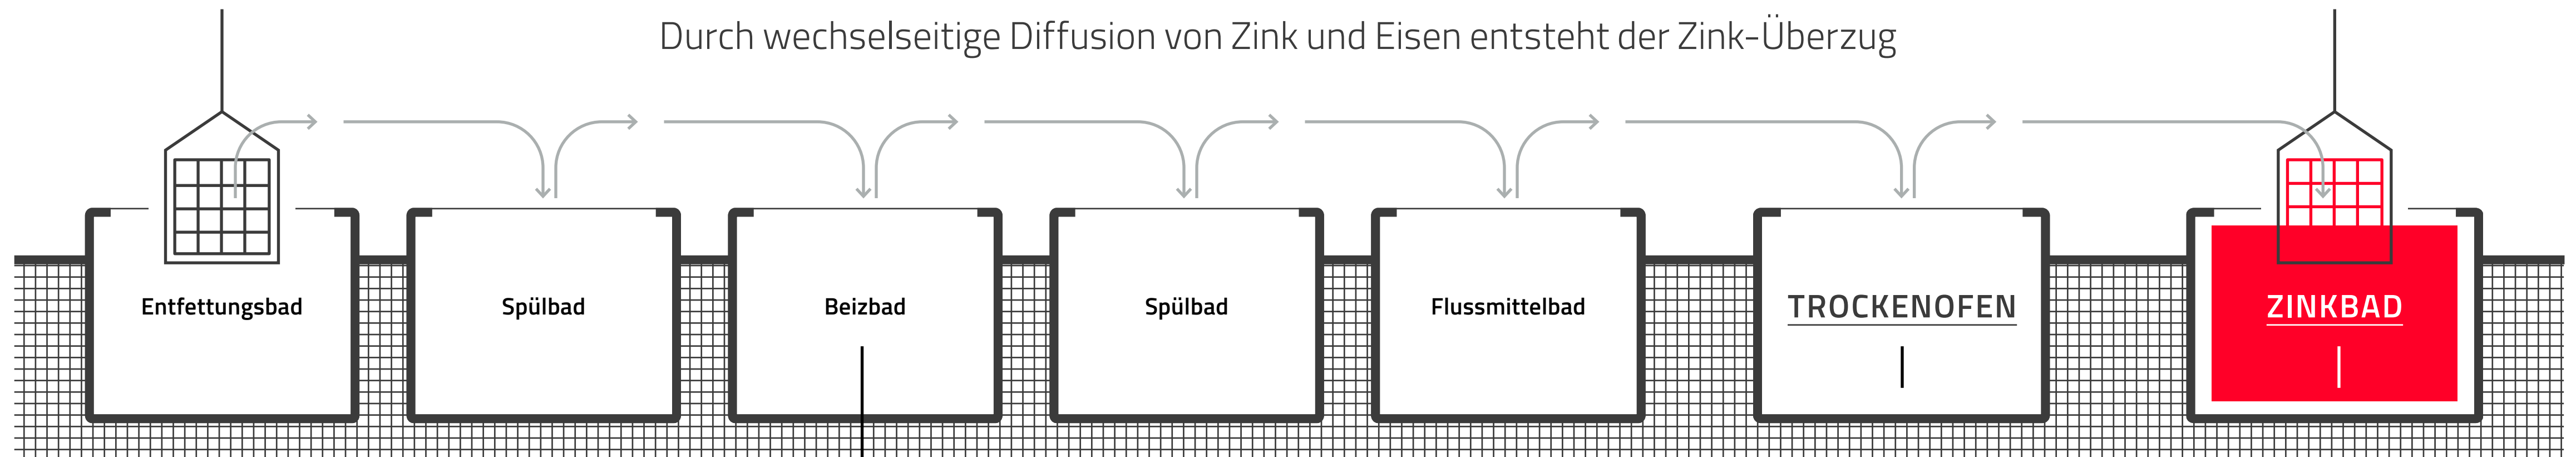 Durch wechselseitige Diffusion von Zink und Eisen entsteht der Zink-Überzug
Entfettungsbad
Spülbad
Beizbad
Spülbad
Flussmittelbad
TROCKENOFEN
ZINKBAD